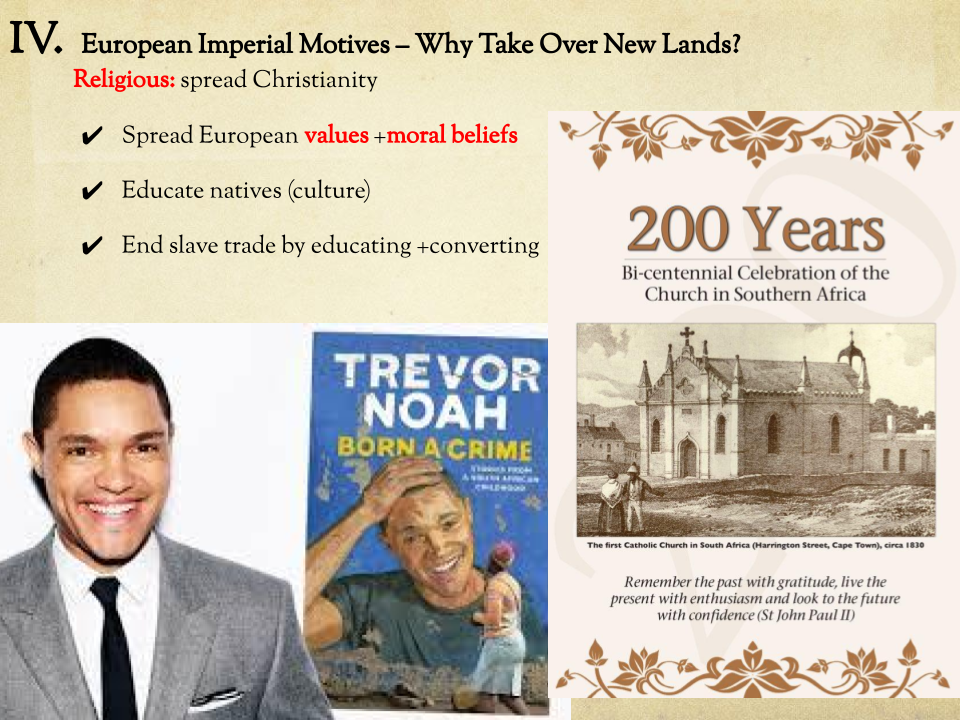 IV. European Imperial Motives – Why Take Over New Lands?
Religious: spread Christianity
✔ Spread European values +moral beliefs
✔ Educate natives (culture)
✔ End slave trade by educating +converting
TREVOR
NOAH
BORN A CRIME
STORIES FROM
A SOUTH AFRICAN
CHILDHOOD
200
200 Years
Bi-centennial Celebration of the
Church in Southern Africa
The first Catholic Church in South Africa (Harrington Street, Cape Town), circa 1830
Remember the past with gratitude, live the
present with enthusiasm and look to the future
with confidence (St John Paul II)